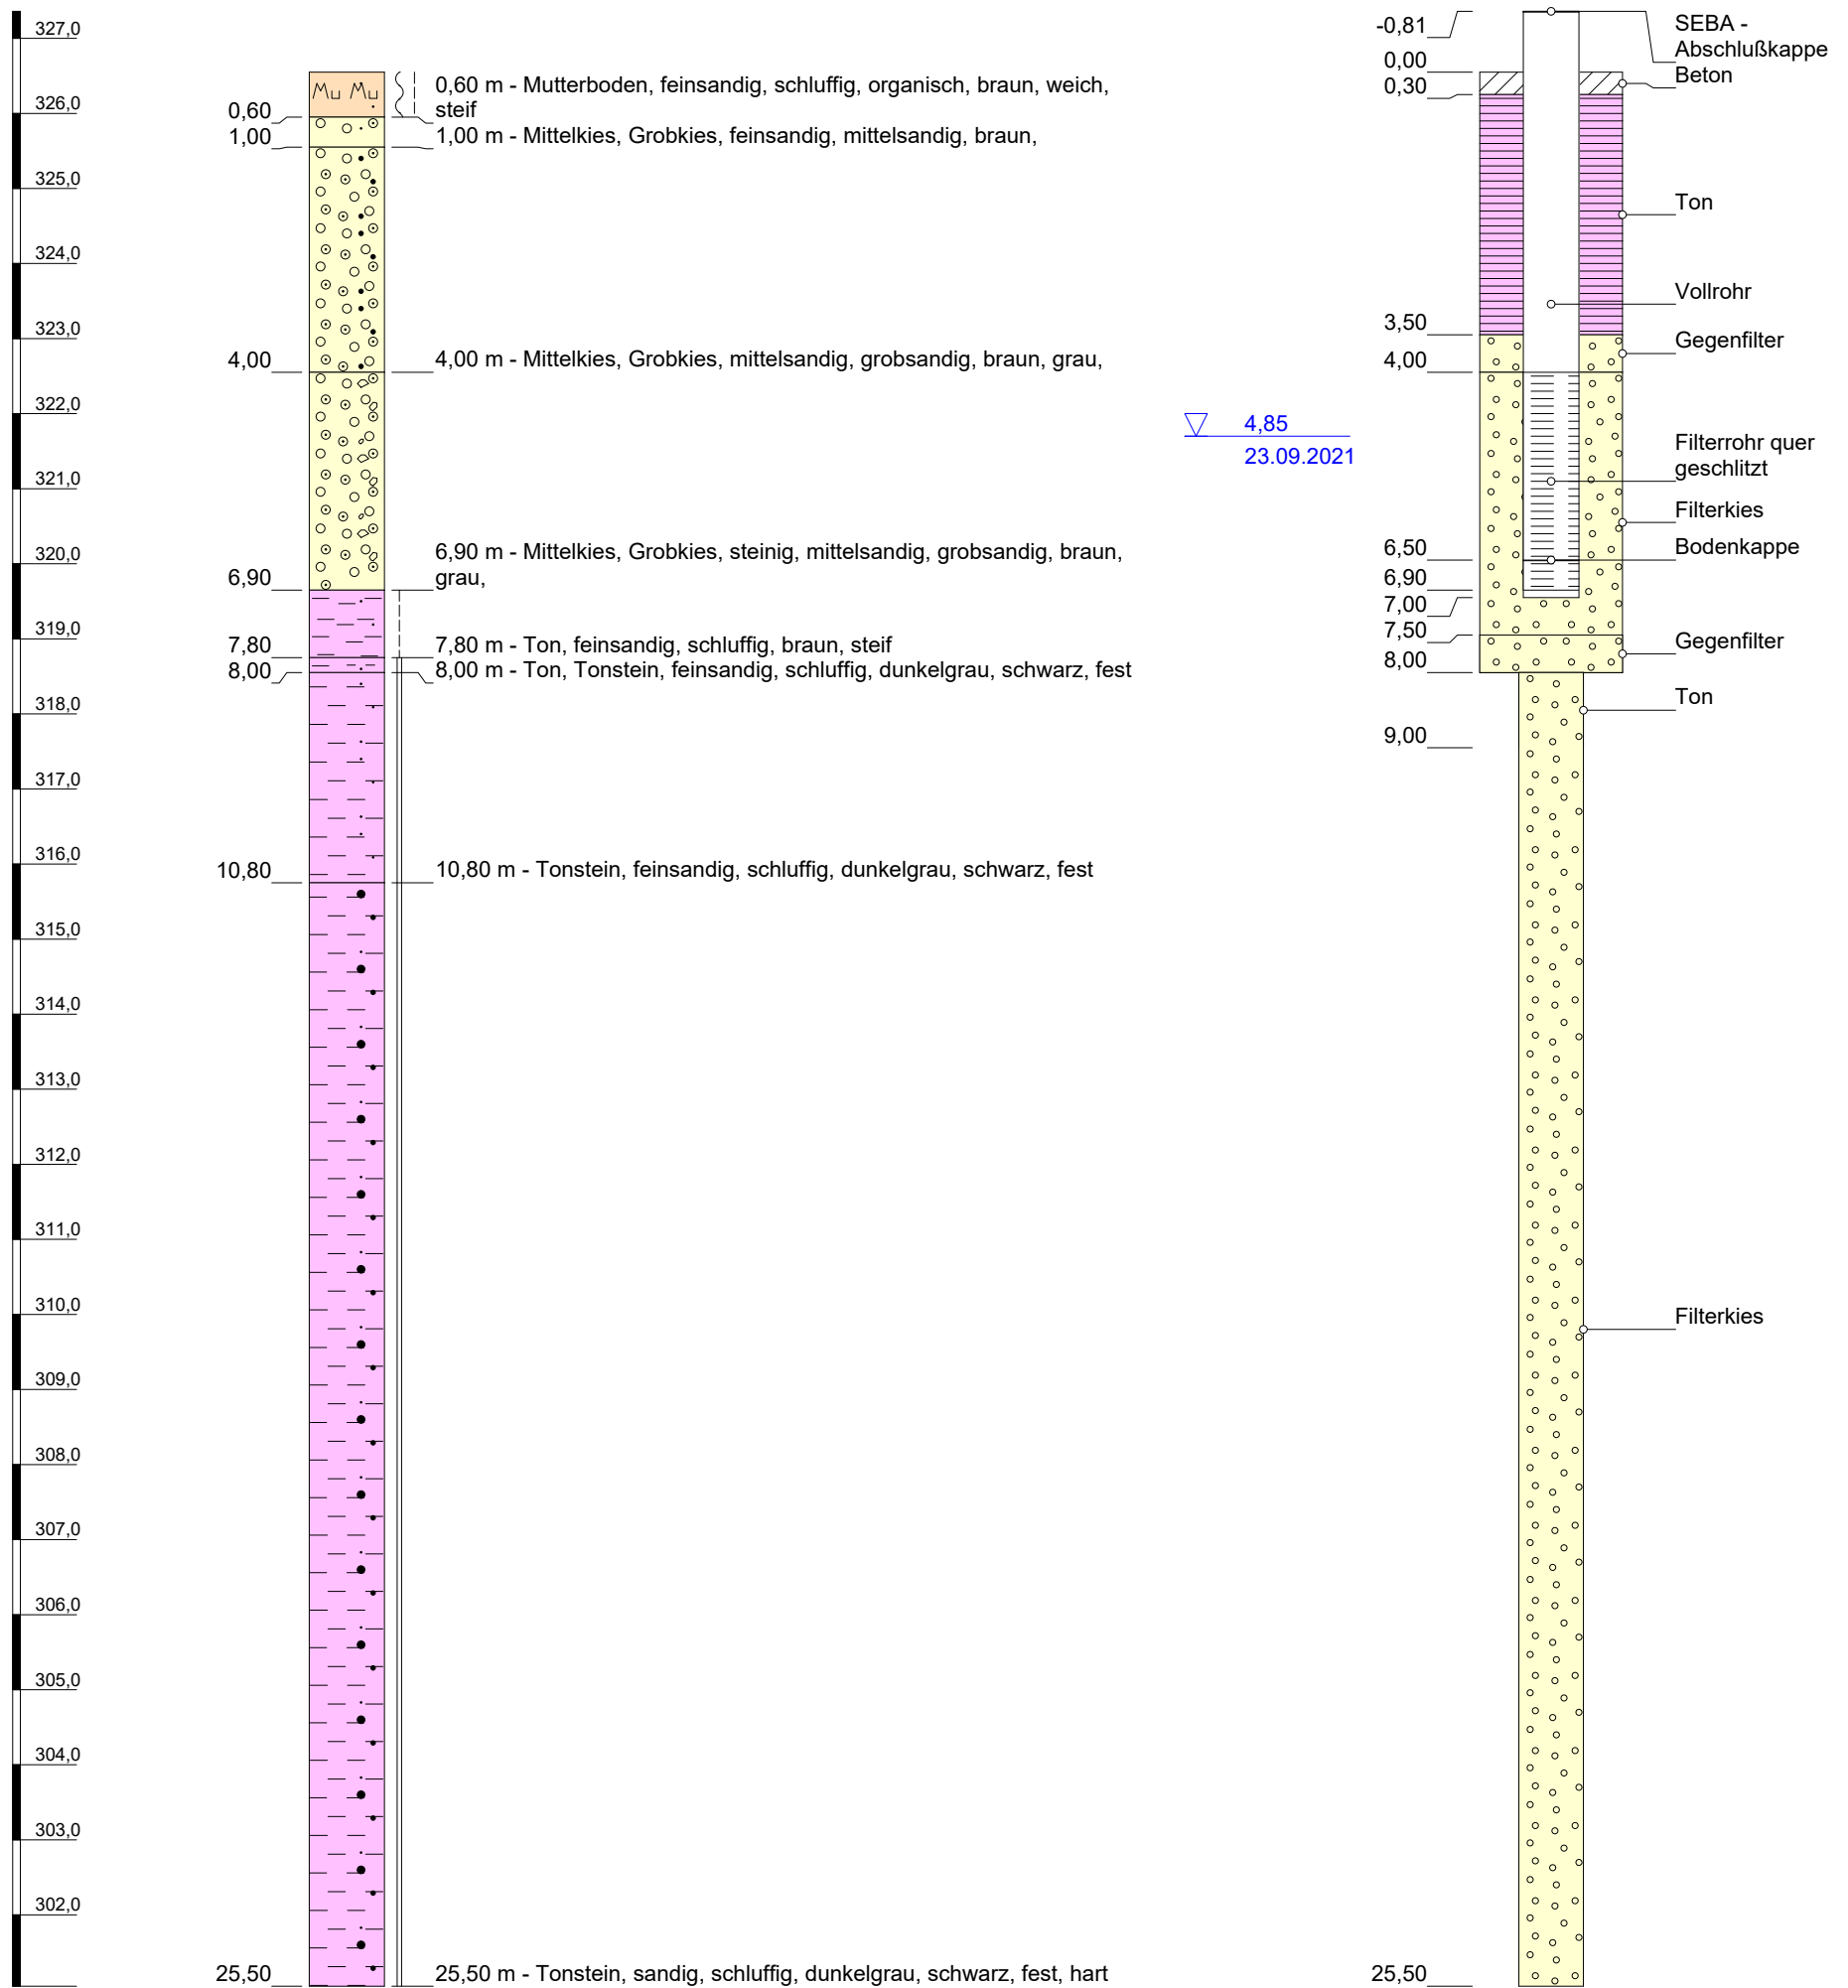 327,0
326,0
325,0
324,0
323,0
322,0
321,0
320,0
319,0
318,0
317,0
316,0
315,0
314,0
313,0
312,0
311,0
310,0
309,0
308,0
307,0
306,0
305,0
304,0
303,0
302,0
Mu Mu
0,60
1,00
4,00
6,90
7,80
8,00
10,80
25,50
0,60 m - Mutterboden, feinsandig, schluffig, organisch, braun, weich,
steif
1,00 m - Mittelkies, Grobkies, feinsandig, mittelsandig, braun,
4,00 m - Mittelkies, Grobkies, mittelsandig, grobsandig, braun, grau,
6,90 m - Mittelkies, Grobkies, steinig, mittelsandig, grobsandig, braun,
grau,
7,80 m - Ton, feinsandig, schluffig, braun, steif
8,00 m - Ton, Tonstein, feinsandig, schluffig, dunkelgrau, schwarz, fest
10,80 m - Tonstein, feinsandig, schluffig, dunkelgrau, schwarz, fest
25,50 m - Tonstein, sandig, schluffig, dunkelgrau, schwarz, fest, hart
4,85
23.09.2021
-0,81
0,00
0,30
3,50
4,00
6,50
6,90
7,00
7,50
8,00
9,00
25,50
SEBA -
Abschlußkappe
Beton
Ton
Vollrohr
Gegenfilter
Filterrohr quer
geschlitzt
Filterkies
Bodenkappe
Gegenfilter
Ton
Filterkies